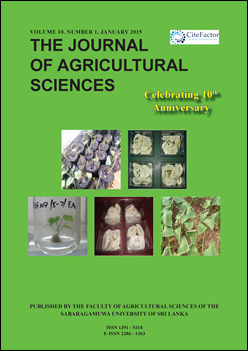 CiteFactor
VOLUME 10. NUMBER 1. JANUARY 2015
THE JOURNAL
OF AGRICULTURAL
SCIENCES
Celebrating 10th
Anniversary
PUBLISHED BY THE FACULTY OF AGRICULTURAL SCIENCES OF THE
SABARAGAMUWA UNIVERSITY OF SRI LANKA
ISSN 1391 - 9318
E-ISSN 2386 - 1363